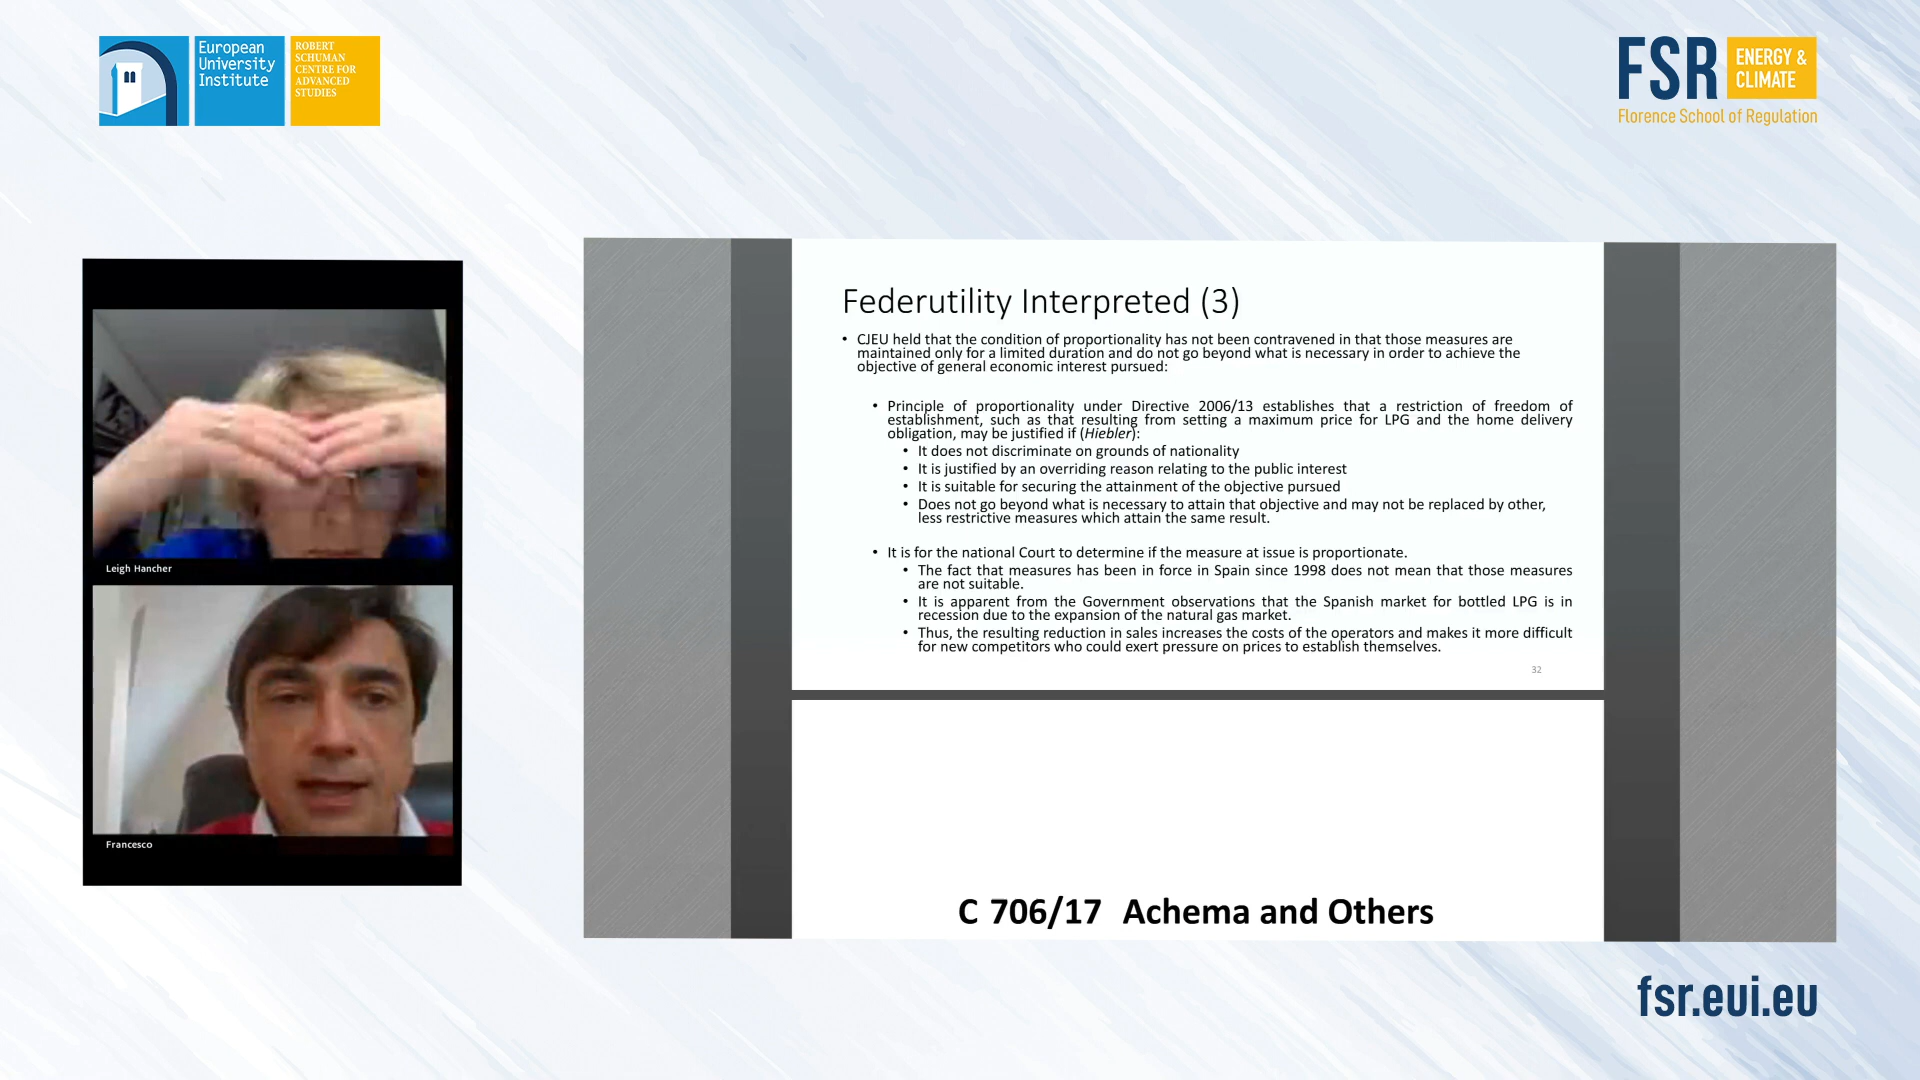 European
University
Institute
ROBERT
SCHUMAN
CENTRE FOR
ADVANCED
STUDIES
FSR ENERGY &
CLIMATE
Florence School of Regulation
Leigh Hancher
Francesco
Federutility Interpreted (3)
• CJEU held that the condition of proportionality has not been contravened in that those measures are
maintained only for a limited duration and do not go beyond what is necessary in order to achieve the
objective of general economic interest pursued:
• Principle of proportionality under Directive 2006/13 establishes that a restriction of freedom of
establishment, such as that resulting from setting a maximum price for LPG and the home delivery
obligation, may be justified if (Hiebler):
• It does not discriminate on grounds of nationality
• It is justified by an overriding reason relating to the public interest
• It is suitable for securing the attainment of the objective pursued
• Does not go beyond what is necessary to attain that objective and may not be replaced by other,
less restrictive measures which attain the same result.
• It is for the national Court to determine if the measure at issue is proportionate.
• The fact that measures has been in force in Spain since 1998 does not mean that those measures
are not suitable.
• It is apparent from the Government observations that the Spanish market for bottled LPG is in
recession due to the expansion of the natural gas market.
• Thus, the resulting reduction in sales increases the costs of the operators and makes it more difficult
for new competitors who could exert pressure on prices to establish themselves.
32
C 706/17 Achema and Others
fsr.eui.eu